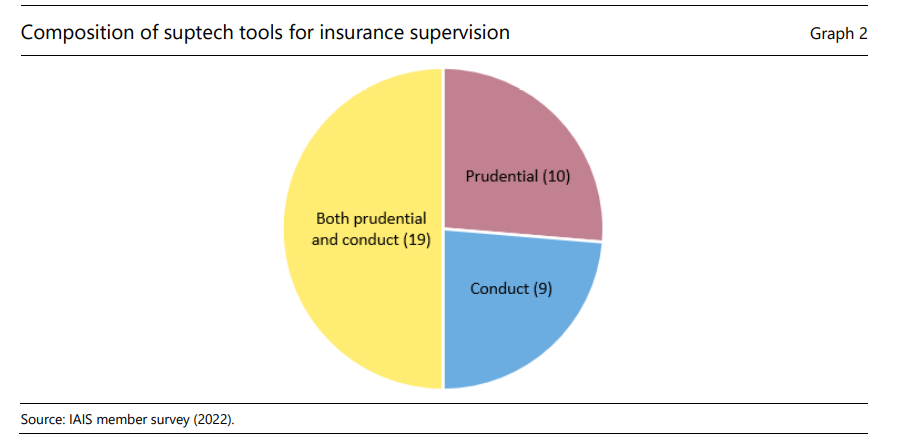 Composition of suptech tools for insurance supervision
Graph 2
Prudential (10)
Both prudential
and conduct (19)
Conduct (9)
Source: IAIS member survey (2022).